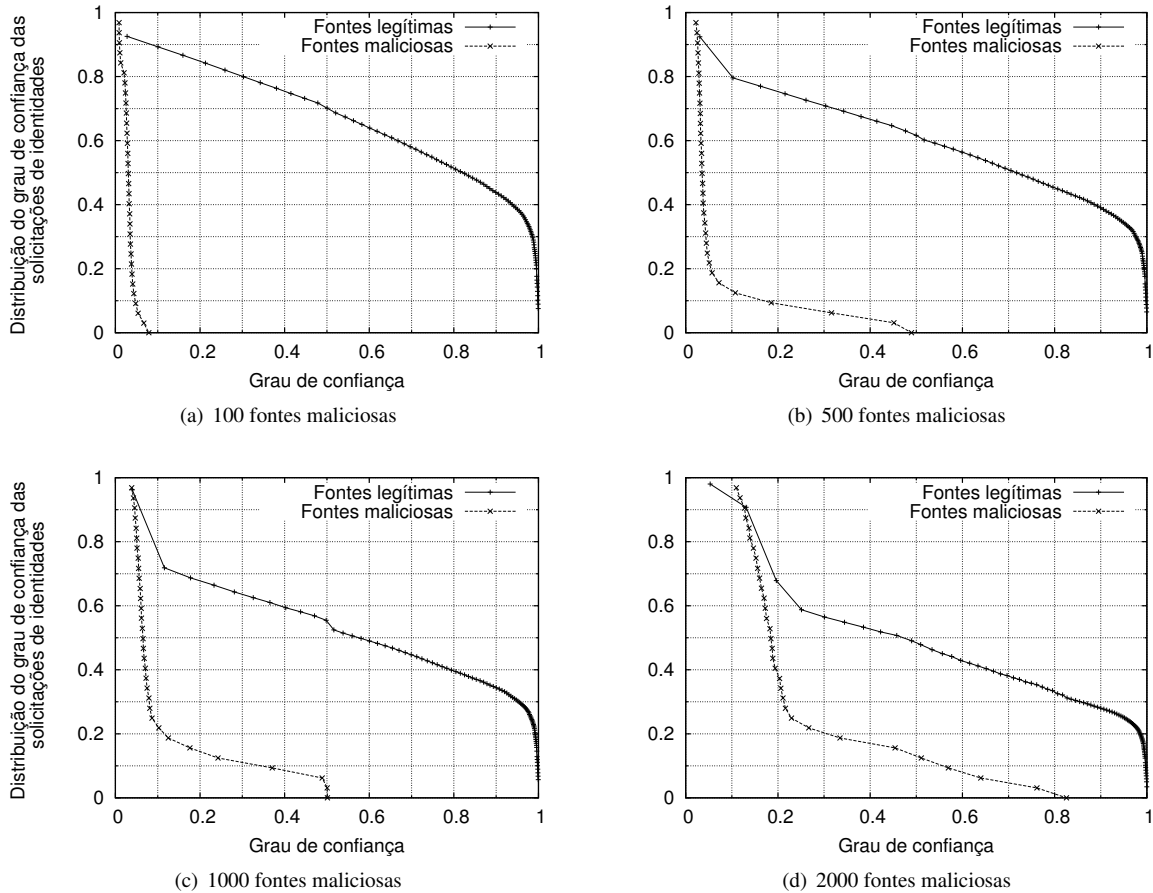 Distribuição do grau de confiança das
solicitações de identidades
1
0.8
0.6
0.4
0.2
0
Fontes legítimas
Fontes maliciosas
0 0.2 0.4 0.6 0.8 1
Grau de confiança
(a) 100 fontes maliciosas
1
0.8
0.6
0.4
0.2
0
Fontes legítimas
Fontes maliciosas
0 0.2 0.4 0.6 0.8 1
Grau de confiança
(b) 500 fontes maliciosas
Distribuição do grau de confiança das
solicitações de identidades
1
0.8
0.6
0.4
0.2
0
Fontes legítimas
Fontes maliciosas
0 0.2 0.4 0.6 0.8 1
Grau de confiança
(c) 1000 fontes maliciosas
1
0.8
0.6
0.4
0.2
0
Fontes legítimas
Fontes maliciosas
0 0.2 0.4 0.6 0.8 1
Grau de confiança
(d) 2000 fontes maliciosas